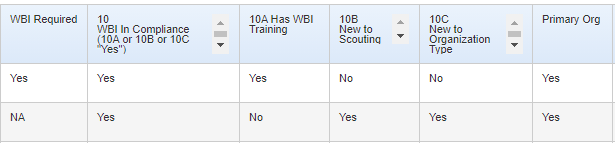 WBI Required
10
WBI In Compliance
(10A or 10B or 10C
"Yes")
10A Has WBI
Training
10B
New to
Scouting
10C
New to
Organization
Type
Primary Org
Yes Yes Yes No No Yes
NA Yes No Yes Yes Yes